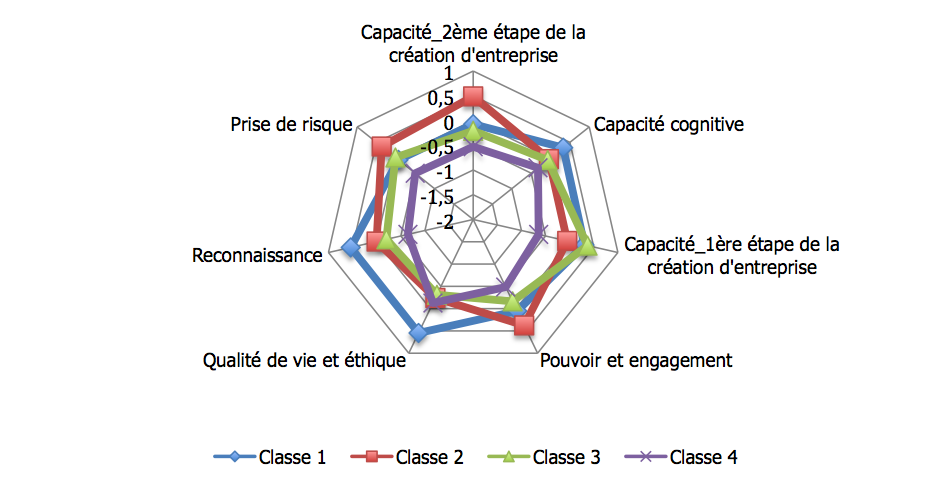 Capacité_2ème étape de la
création d'entreprise
1
0,5
0
-0,5
-1
-1,5
-2
Prise de risque
Capacité cognitive
Capacité_1ère étape de la
création d'entreprise
Reconnaissance
Qualité de vie et éthique
Pouvoir et engagement
Classe 1
Classe 2
Classe 3
Classe 4